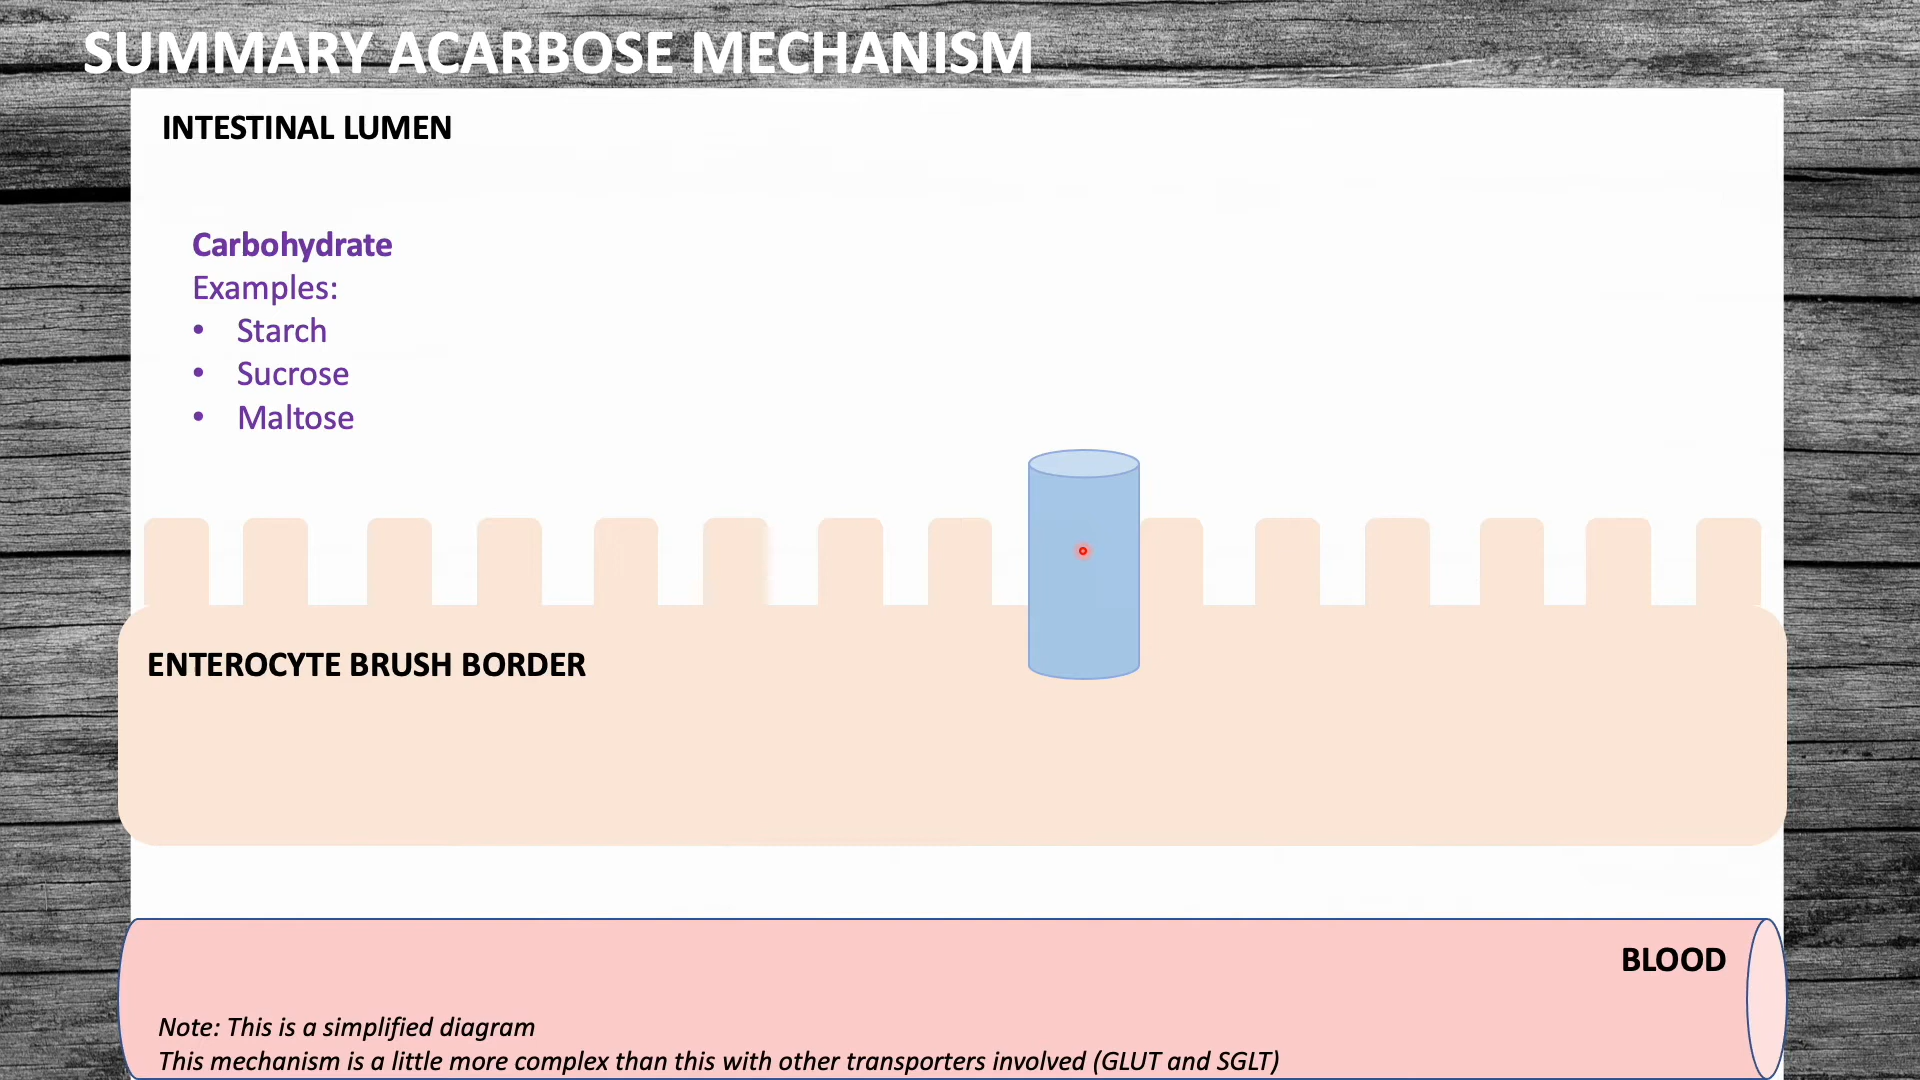 SUMMARY ACARBOSE MECHANISM
INTESTINAL LUMEN
Carbohydrate
Examples:
• Starch
• Sucrose
• Maltose
ENTEROCYTE BRUSH BORDER
BLOOD
Note: This is a simplified diagram
This mechanism is a little more complex than this with other transporters involved (GLUT and SGLT)